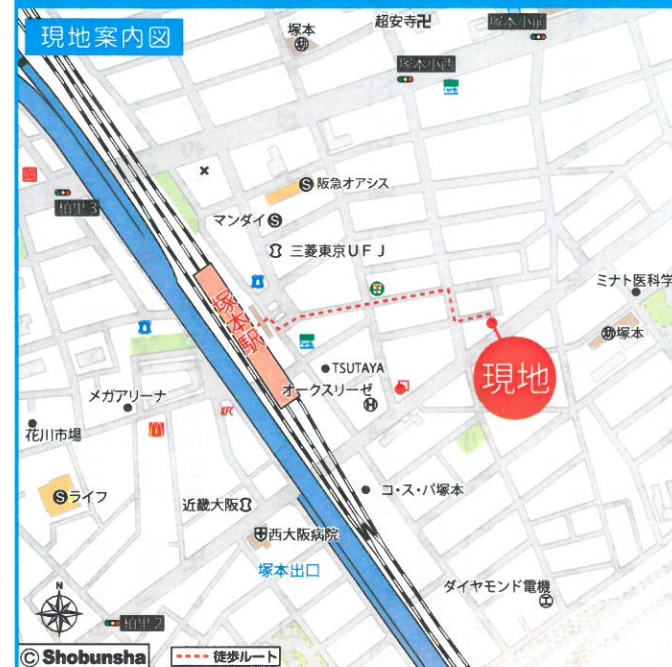 現地案内図
塚本
幼
超安寺卍
塚本小前
塚本小西
S 阪急オアシス
柏里3
マンダイ S
三菱東京UFJ
ミナト医科学
塚本駅
幼 塚本
TSUTAYA
現地
オークスリーゼ
H
メガアリーナ
KFC
花川市場
S ライフ
近畿大阪
コ・ス・パ塚本
西大阪病院
塚本出口
ダイヤモンド電機
工
N
柏里2
© Shobunsha
徒歩ルート